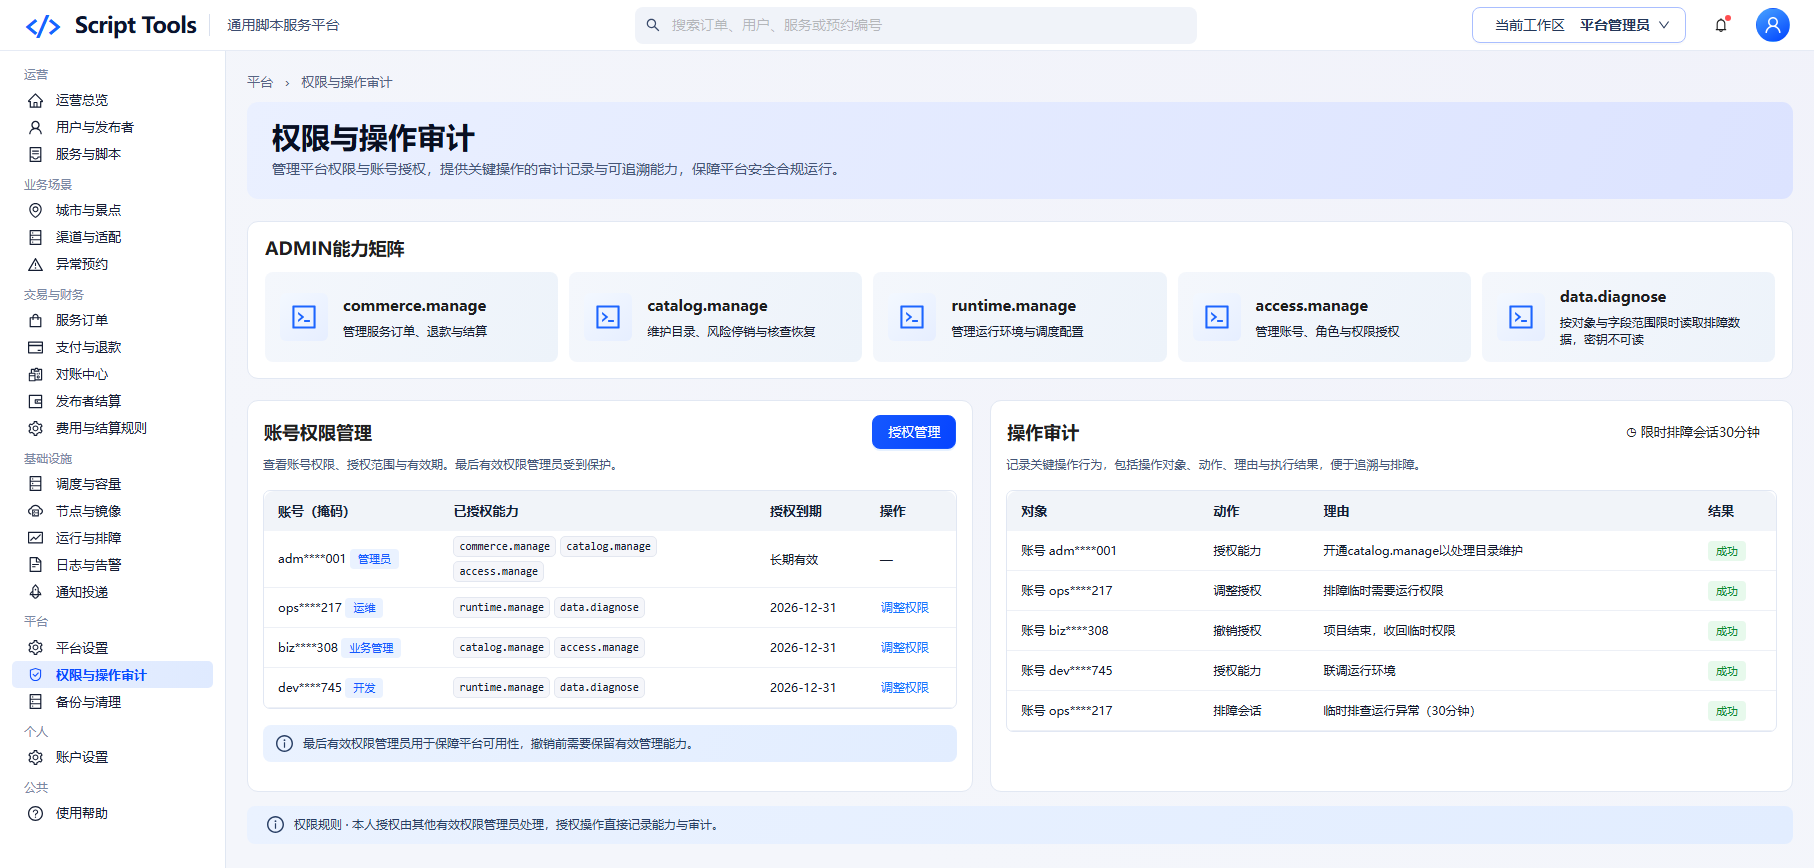 Script Tools
通用脚本服务平台
搜索订单、用户、服务或预约编号
当前工作区 平台管理员
运营
运营总览
用户与发布者
服务与脚本
业务场景
城市与景点
渠道与适配
异常预约
交易与财务
服务订单
支付与退款
对账中心
发布者结算
费用与结算规则
基础设施
调度与容量
节点与镜像
运行与排障
日志与告警
通知投递
平台
平台设置
权限与操作审计
备份与清理
个人
账户设置
公共
使用帮助
平台 › 权限与操作审计
权限与操作审计
管理平台权限与账号授权，提供关键操作的审计记录与可追溯能力，保障平台安全合规运行。
ADMIN能力矩阵
commerce.manage
管理服务订单、退款与结算
catalog.manage
维护目录、风险停销与核查恢复
runtime.manage
管理运行环境与调度配置
access.manage
管理账号、角色与权限授权
data.diagnose
按对象与字段范围限时读取排障数
据，密钥不可读
账号权限管理
授权管理
查看账号权限、授权范围与有效期。最后有效权限管理员受到保护。
账号（掩码） 已授权能力 授权到期 操作
adm****001 管理员 commerce.manage catalog.manage access.manage 长期有效 —
ops****217 运维 runtime.manage data.diagnose 2026-12-31 调整权限
biz****308 业务管理 catalog.manage access.manage 2026-12-31 调整权限
dev****745 开发 runtime.manage data.diagnose 2026-12-31 调整权限
最后有效权限管理员用于保障平台可用性，撤销前需要保留有效管理能力。
操作审计
限时排障会话30分钟
记录关键操作行为，包括操作对象、动作、理由与执行结果，便于追溯与排障。
对象 动作 理由 结果
账号 adm****001 授权能力 开通catalog.manage以处理目录维护 成功
账号 ops****217 调整授权 排障临时需要运行权限 成功
账号 biz****308 撤销授权 项目结束，收回临时权限 成功
账号 dev****745 授权能力 联调运行环境 成功
账号 ops****217 排障会话 临时排查运行异常（30分钟） 成功
权限规则 · 本人授权由其他有效权限管理员处理，授权操作直接记录能力与审计。